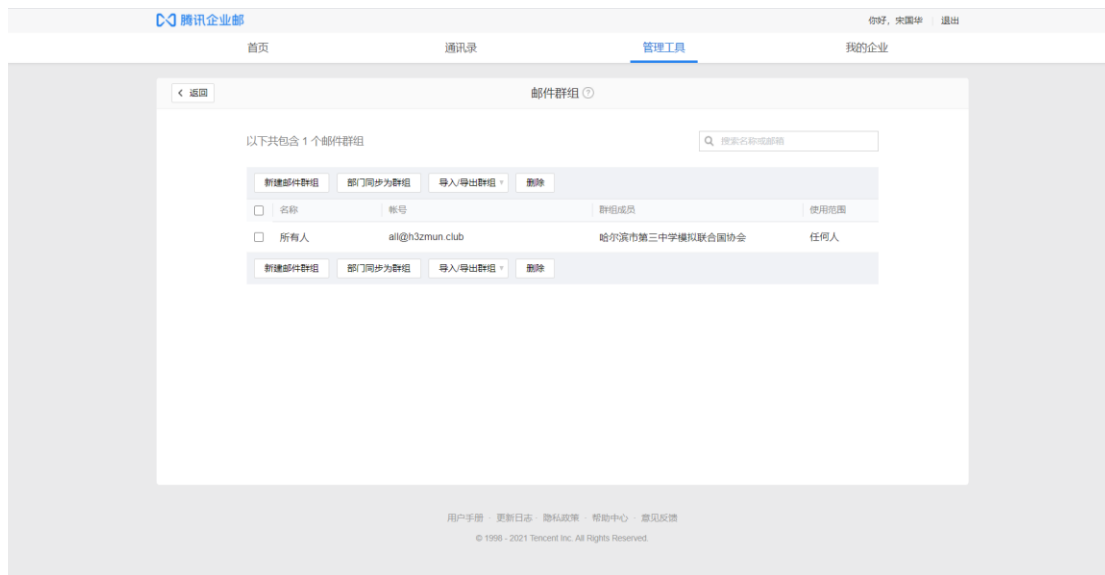 腾讯企业邮 你好，宋国华 退出
首页 通讯录 管理工具 我的企业
返回 邮件群组
以下共包含 1 个邮件群组 搜索名称或邮箱
新建邮件群组 部门同步为群组 导入/导出群组 删除
名称 帐号 群组成员 使用范围
所有人 all@h3zmun.club 哈尔滨市第三中学模拟联合国协会 任何人
新建邮件群组 部门同步为群组 导入/导出群组 删除
用户手册 - 更新日志 - 隐私政策 - 帮助中心 - 意见反馈
© 1998 - 2021 Tencent Inc. All Rights Reserved.